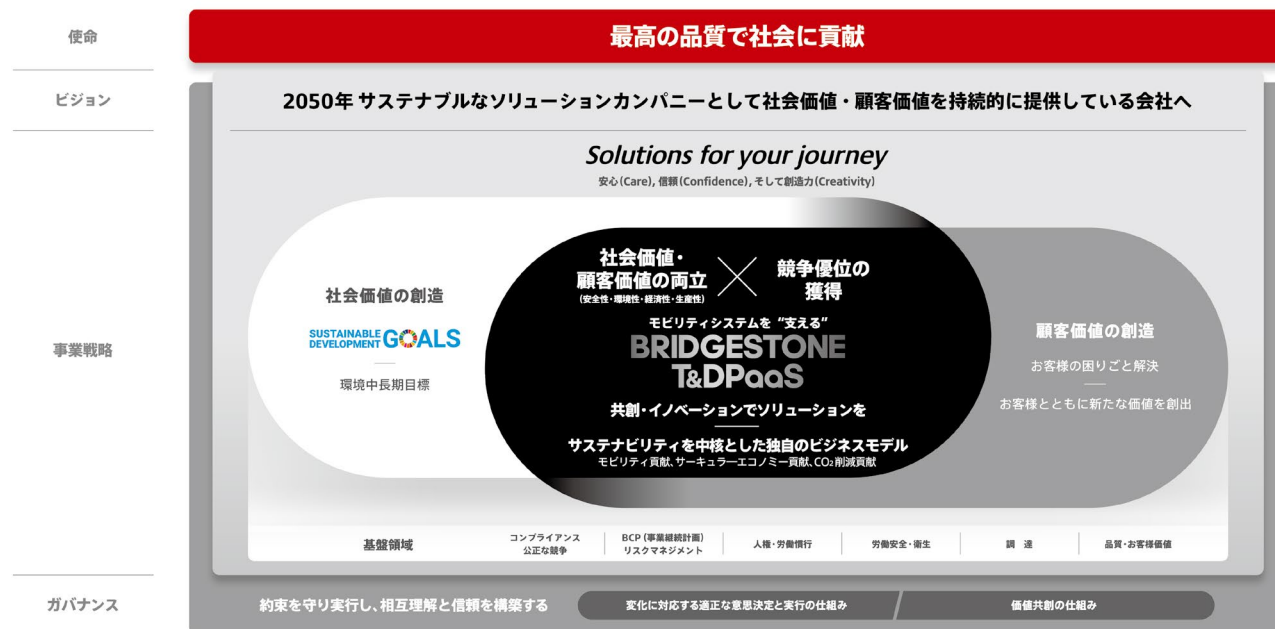 使命
最高の品質で社会に貢献
ビジョン
2050年 サステナブルなソリューションカンパニーとして社会価値・顧客価値を持続的に提供している会社へ
事業戦略
Solutions for your journey
安心(Care), 信頼(Confidence), そして創造力(Creativity)
社会価値の創造
SUSTAINABLE
DEVELOPMENT GOALS
環境中長期目標
社会価値・
顧客価値の両立
(安全性・環境性・経済性・生産性)
競争優位の
獲得
モビリティシステムを “支える”
BRIDGESTONE
T&DPaaS
共創・イノベーションでソリューションを
サステナビリティを中核とした独自のビジネスモデル
モビリティ貢献、サーキュラーエコノミー貢献、CO₂削減貢献
顧客価値の創造
お客様の困りごと解決
お客様とともに新たな価値を創出
基盤領域
コンプライアンス
公正な競争
BCP (事業継続計画)
リスクマネジメント
人権・労働慣行
労働安全・衛生
調 達
品質・お客様価値
ガバナンス
約束を守り実行し、相互理解と信頼を構築する
変化に対応する適正な意思決定と実行の仕組み
価値共創の仕組み